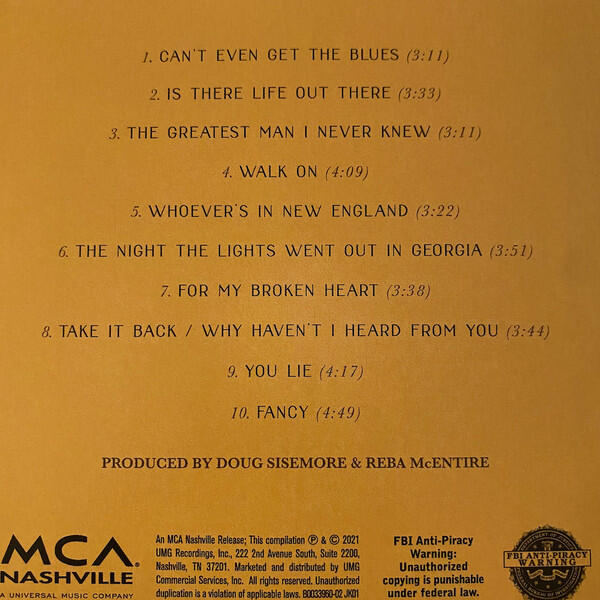 1. CAN'T EVEN GET THE BLUES (3:11)
2. IS THERE LIFE OUT THERE (3:33)
3. THE GREATEST MAN I NEVER KNEW (3:11)
4. WALK ON (4:09)
5. WHOEVER'S IN NEW ENGLAND (3:22)
6. THE NIGHT THE LIGHTS WENT OUT IN GEORGIA (3:51)
7. FOR MY BROKEN HEART (3:38)
8. TAKE IT BACK / WHY HAVEN'T I HEARD FROM YOU (3:44)
9. YOU LIE (4:17)
10. FANCY (4:49)
PRODUCED BY DOUG SISEMORE & REBA McENTIRE
MCA
NASHVILLE
A UNIVERSAL MUSIC COMPANY
An MCA Nashville Release; This compilation ℗ & © 2021
UMG Recordings, Inc., 222 2nd Avenue South, Suite 2200,
Nashville, TN 37201. Marketed and distributed by UMG
Commercial Services, Inc. All rights reserved. Unauthorized
duplication is a violation of applicable laws. B0033960-02 JK01
FBI Anti-Piracy
Warning:
Unauthorized
copying is punishable
under federal law.
FBI ANTI-PIRACY
WARNING